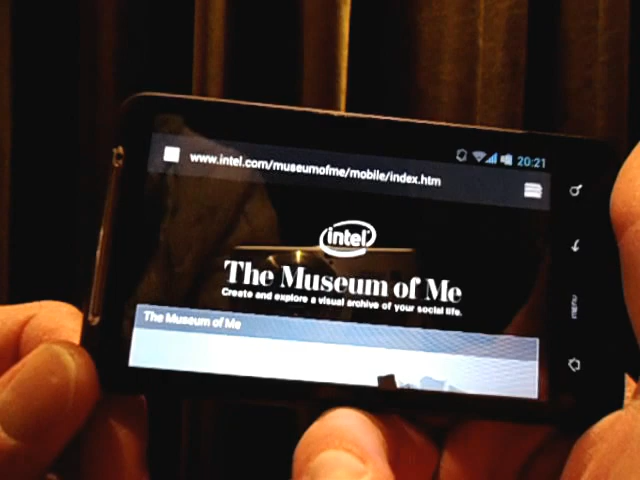 20:21
www.intel.com/museumofme/mobile/index.htm
intel
The Museum of Me
Create and explore a visual archive of your social life.
The Museum of Me
menu